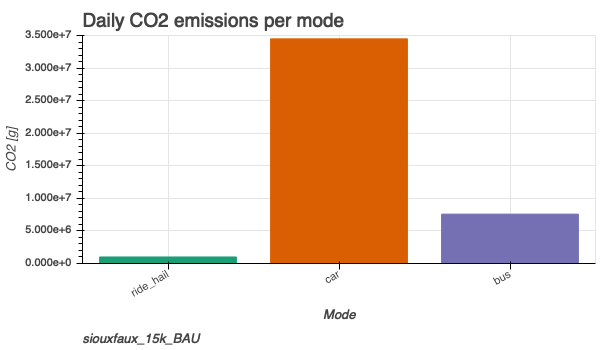 Daily CO2 emissions per mode
3.500e+7
3.000e+7
2.500e+7
2.000e+7
1.500e+7
1.000e+7
5.000e+6
0.000e+0
CO2 [g]
ride_hail
car
bus
Mode
siouxfaux_15k_BAU